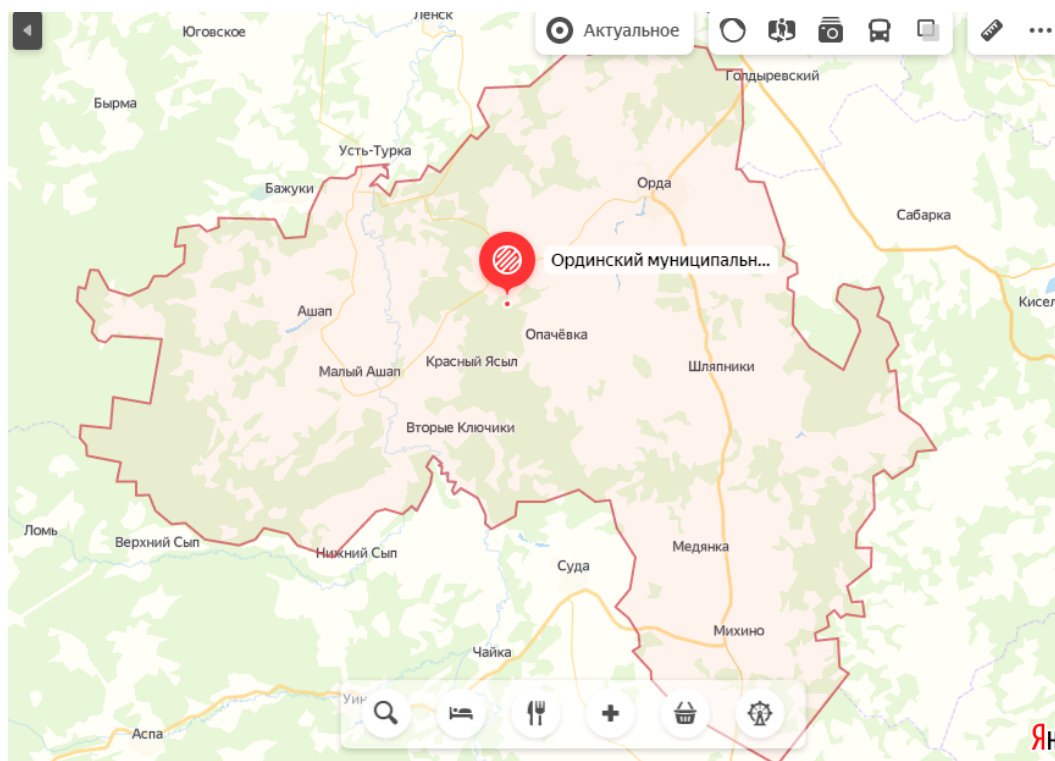 Ленск
Юговское
Актуальное
Голдыревский
Бырма
Усть-Турка
Бажуки
Орда
Сабарка
Ординский муниципальн...
Ашап
Опачёвка
Красный Ясыл
Малый Ашап
Шляпники
Вторые Ключики
Ломь
Верхний Сып
Нижний Сып
Медянка
Суда
Михино
Чайка
Аспа